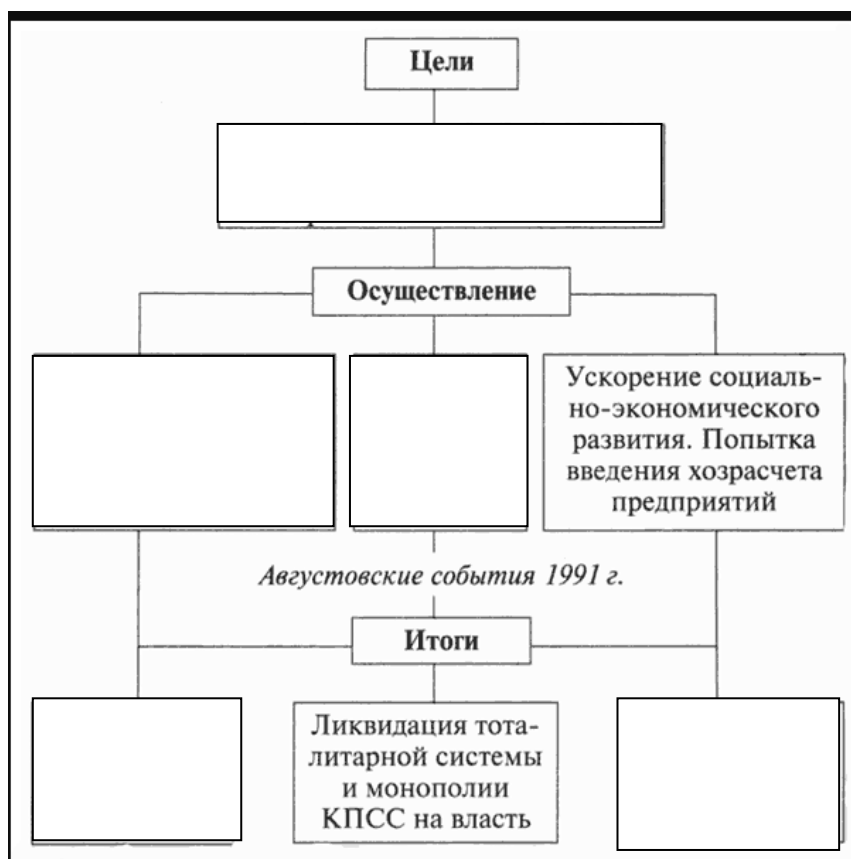 Цели
Осуществление
Ускорение социаль-
но-экономического
развития. Попытка
введения хозрасчета
предприятий
Августовские события 1991 г.
Итоги
Ликвидация тота-
литарной системы
и монополии
КПСС на власть